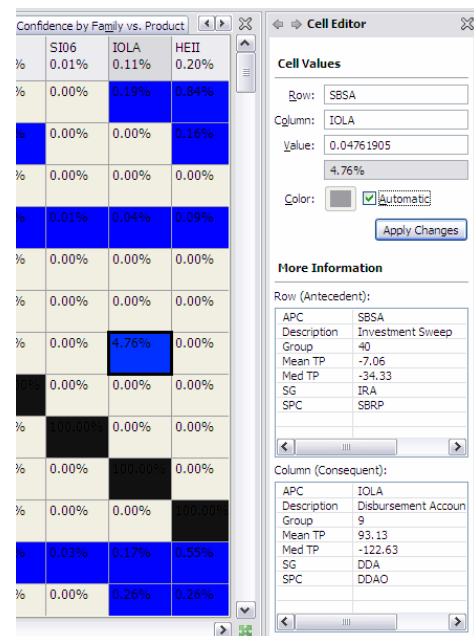 Confidence by Family vs. Product
% SI06 0.01% IOLA 0.11% HEII 0.20%
% 0.00% 0.19% 0.84%
0.00% 0.00% 0.16%
% 0.00% 0.00% 0.00%
% 0.01% 0.04% 0.09%
% 0.00% 0.00% 0.00%
% 0.00% 0.00% 0.00%
% 0.00% 4.76% 0.00%
0.00% 0.00% 0.00%
% 100.00% 0.00% 0.00%
% 0.00% 100.00% 0.00%
% 0.00% 0.00% 100.00%
% 0.03% 0.17% 0.55%
% 0.00% 0.26% 0.26%
Cell Editor
Cell Values
Row: SBSA
Column: IOLA
Value: 0.04761905
4.76%
Color: Automatic
Apply Changes
More Information
Row (Antecedent):
APC SBSA
Description Investment Sweep
Group 40
Mean TP -7.06
Med TP -34.33
SG IRA
SPC SBRP
Column (Consequent):
APC IOLA
Description Disbursement Accoun
Group 9
Mean TP 93.13
Med TP -122.63
SG DDA
SPC DDAO